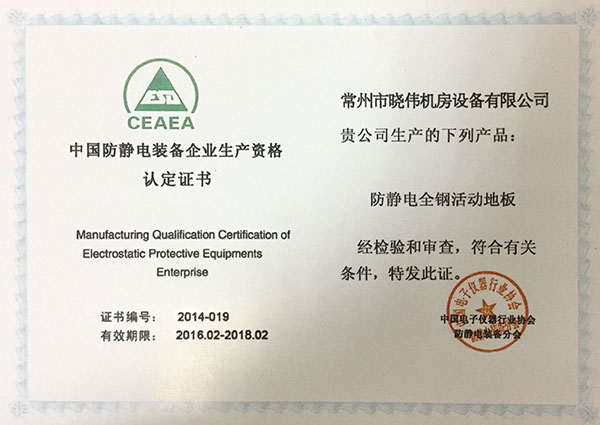 ESD
CEAEA
中国防静电装备企业生产资格
认定证书
Manufacturing Qualification Certification of
Electrostatic Protective Equipments
Enterprise
证书编号： 2014-019
有效期限： 2016.02-2018.02
常州市晓伟机房设备有限公司
贵公司生产的下列产品：
防静电全钢活动地板
经检验和审查，符合有关
条件，特发此证。
中国电子仪器行业协会
中国电子仪器行业协会
防静电装备分会